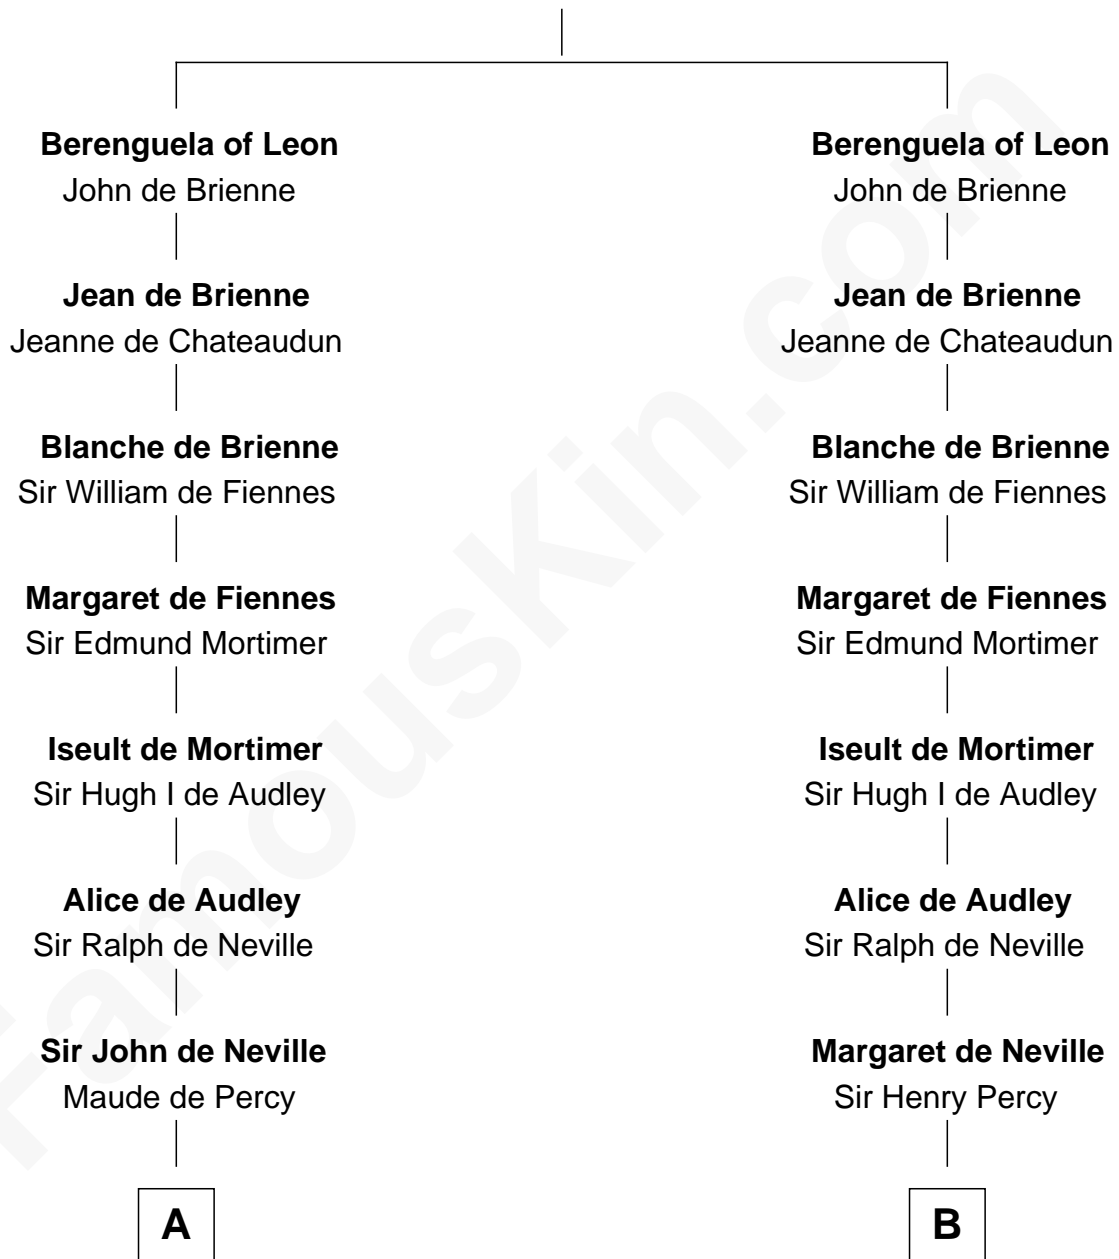 Berenguela of Leon
John de Brienne
Jean de Brienne
Jeanne de Chateaudun
Blanche de Brienne
Sir William de Fiennes
Margaret de Fiennes
Sir Edmund Mortimer
Iseult de Mortimer
Sir Hugh I de Audley
Alice de Audley
Sir Ralph de Neville
Sir John de Neville
Maude de Percy
A
Berenguela of Leon
John de Brienne
Jean de Brienne
Jeanne de Chateaudun
Blanche de Brienne
Sir William de Fiennes
Margaret de Fiennes
Sir Edmund Mortimer
Iseult de Mortimer
Sir Hugh I de Audley
Alice de Audley
Sir Ralph de Neville
Margaret de Neville
Sir Henry Percy
B
FamousKin.com